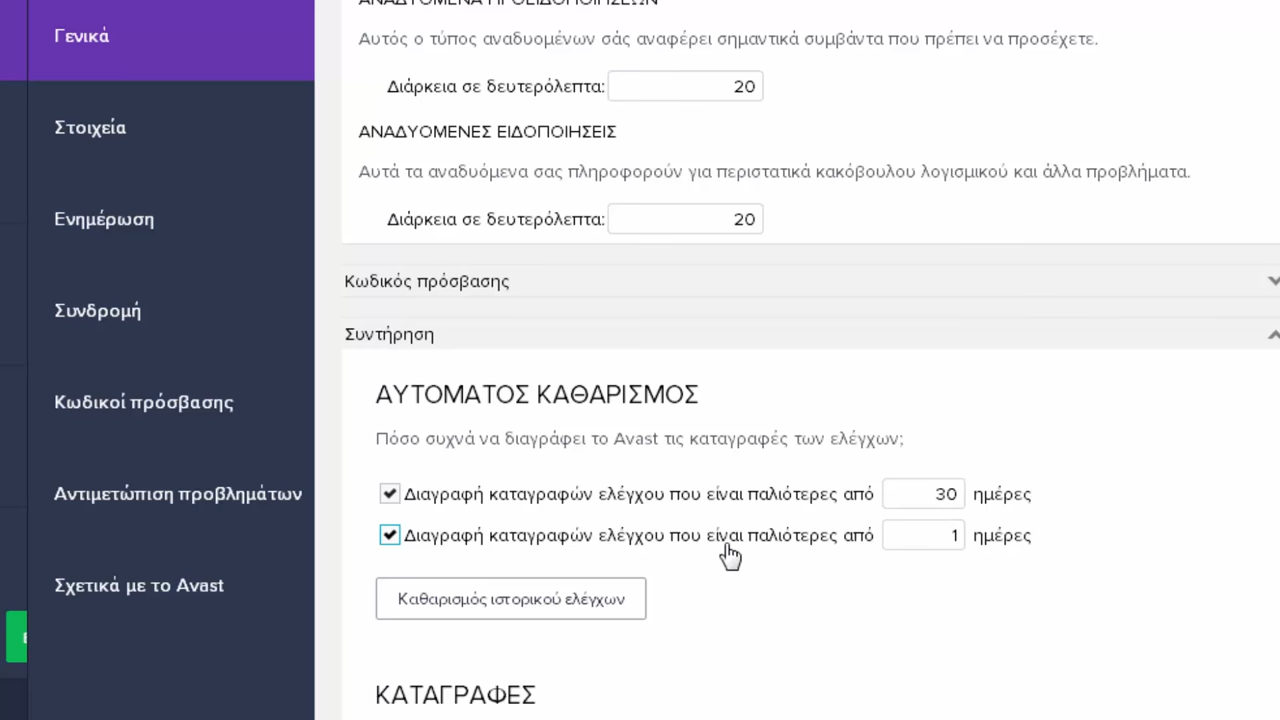 Γενικά
Στοιχεία
Ενημέρωση
Συνδρομή
Κωδικοί πρόσβασης
Αντιμετώπιση προβλημάτων
Σχετικά με το Avast
ΑΝΑΔΥΟΜΕΝΑ ΠΡΟΕΙΔΟΠΟΙΗΣΕΩΝ
Αυτός ο τύπος αναδυομένων σάς αναφέρει σημαντικά συμβάντα που πρέπει να προσέχετε.
Διάρκεια σε δευτερόλεπτα: 20
ΑΝΑΔΥΟΜΕΝΕΣ ΕΙΔΟΠΟΙΗΣΕΙΣ
Αυτά τα αναδυόμενα σας πληροφορούν για περιστατικά κακόβουλου λογισμικού και άλλα προβλήματα.
Διάρκεια σε δευτερόλεπτα: 20
Κωδικός πρόσβασης
Συντήρηση
ΑΥΤΟΜΑΤΟΣ ΚΑΘΑΡΙΣΜΟΣ
Πόσο συχνά να διαγράφει το Avast τις καταγραφές των ελέγχων;
Διαγραφή καταγραφών ελέγχου που είναι παλιότερες από 30 ημέρες
Διαγραφή καταγραφών ελέγχου που είναι παλιότερες από 1 ημέρες
Καθαρισμός ιστορικού ελέγχων
ΚΑΤΑΓΡΑΦΕΣ